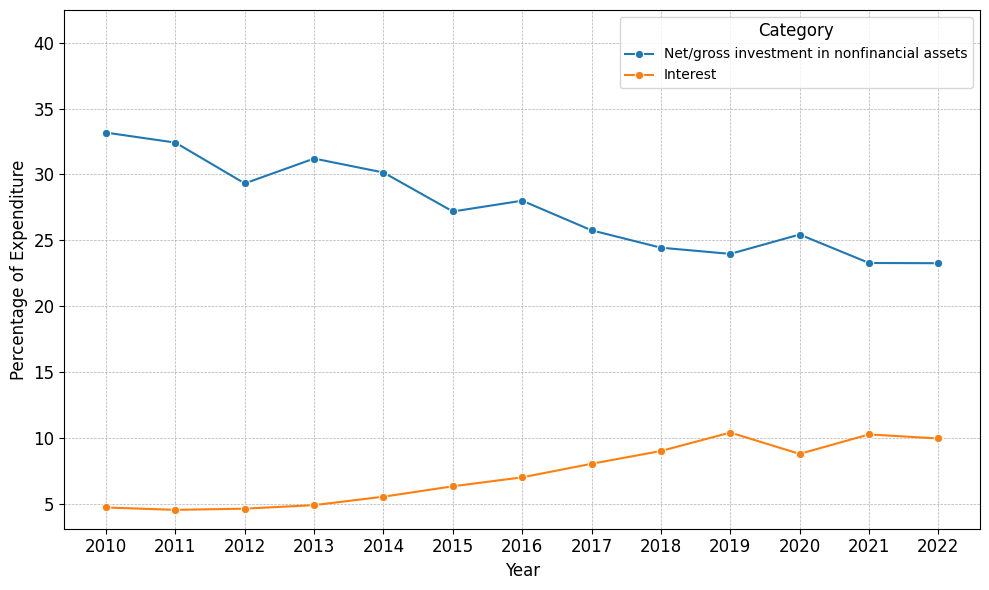 Category
Net/gross investment in nonfinancial assets
Interest
Percentage of Expenditure
40
35
30
25
20
15
10
5
2010 2011 2012 2013 2014 2015 2016 2017 2018 2019 2020 2021 2022
Year